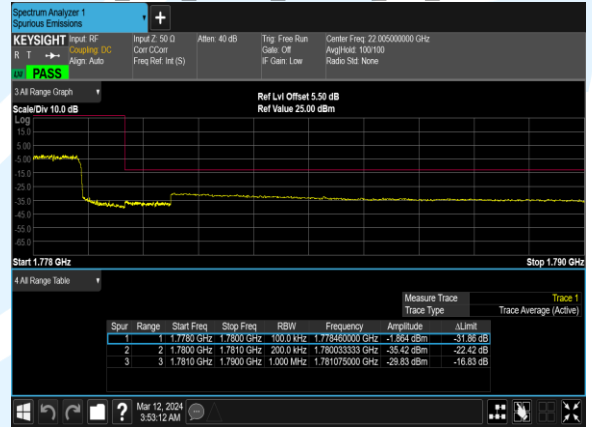 Spectrum Analyzer 1
Spurious Emissions
KEYSIGHT Input: RF Input Z: 50 Ω Atten: 40 dB Trig: Free Run Center Freq: 22.005000000 GHz
R T Coupling: DC Corr CCorr Gate: Off Avg|Hold: 100/100
Align: Auto Freq Ref: Int (S) IF Gain: Low Radio Std: None
PASS
3 All Range Graph
Ref Lvl Offset 5.50 dB
Scale/Div 10.0 dB Ref Value 25.00 dBm
Log
15.0
5.00
-5.00
-15.0
-25.0
-35.0
-45.0
-55.0
-65.0
Start 1.778 GHz Stop 1.790 GHz
4 All Range Table
Measure Trace Trace 1
Trace Type Trace Average (Active)
Spur Range Start Freq Stop Freq RBW Frequency Amplitude ΔLimit
1 1 1.7780 GHz 1.7800 GHz 100.0 kHz 1.778460000 GHz -1.864 dBm -31.86 dB
2 2 1.7800 GHz 1.7810 GHz 200.0 kHz 1.780033333 GHz -35.42 dBm -22.42 dB
3 3 1.7810 GHz 1.7900 GHz 1.000 MHz 1.781075000 GHz -29.83 dBm -16.83 dB
Mar 12, 2024
3:53:12 AM